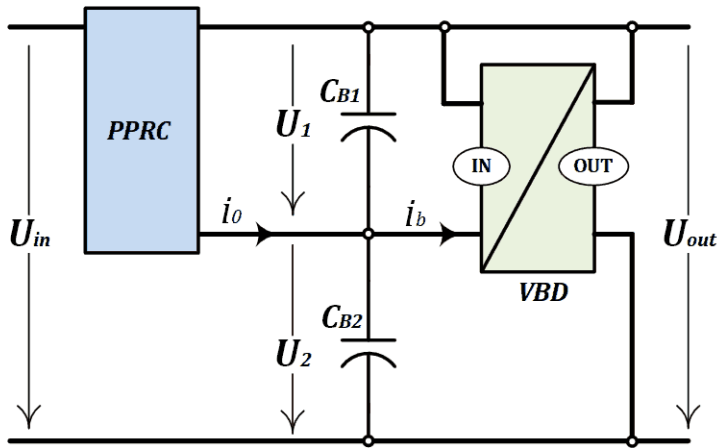 PPRC
U1
CB1
IN
OUT
i0
ib
Uin
Uout
VBD
CB2
U2